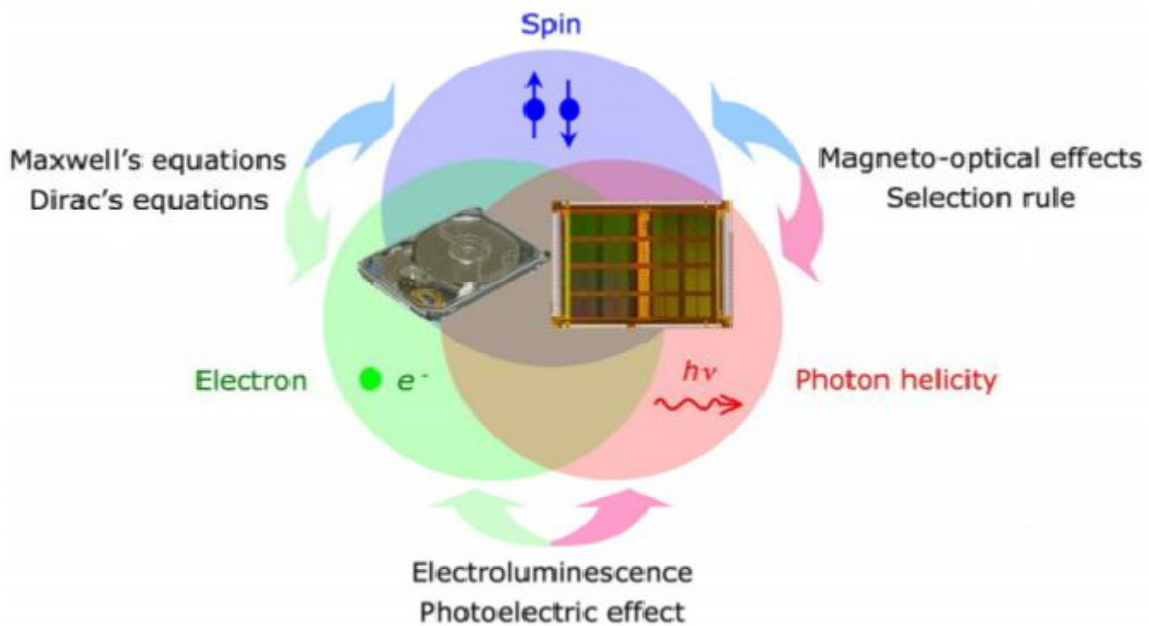 Spin
Maxwell's equations
Dirac's equations
Magneto-optical effects
Selection rule
Electron
e-
hν
Photon helicity
Electroluminescence
Photoelectric effect